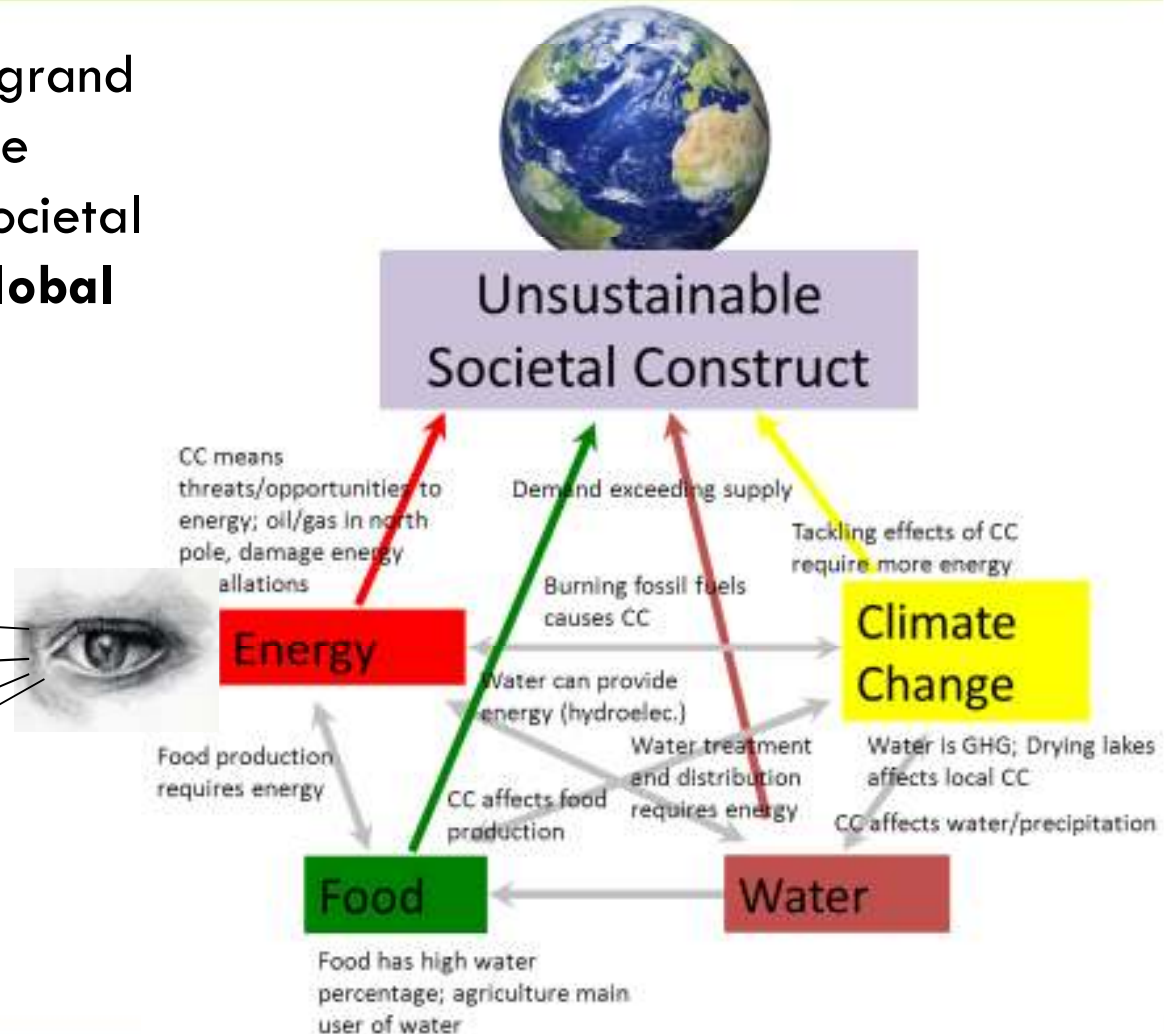 grand
e
ocietal
lobal
Unsustainable
Societal Construct
CC means
threats/opportunities to
energy; oil/gas in north
pole, damage energy
allations
Demand exceeding supply
Tackling effects of CC
require more energy
Burning fossil fuels
causes CC
Energy
Climate
Change
Water can provide
energy (hydroelec.)
Food production
requires energy
Water treatment
and distribution
requires energy
Water is GHG; Drying lakes
affects local CC
CC affects food
production
CC affects water/precipitation
Food
Water
Food has high water
percentage; agriculture main
user of water